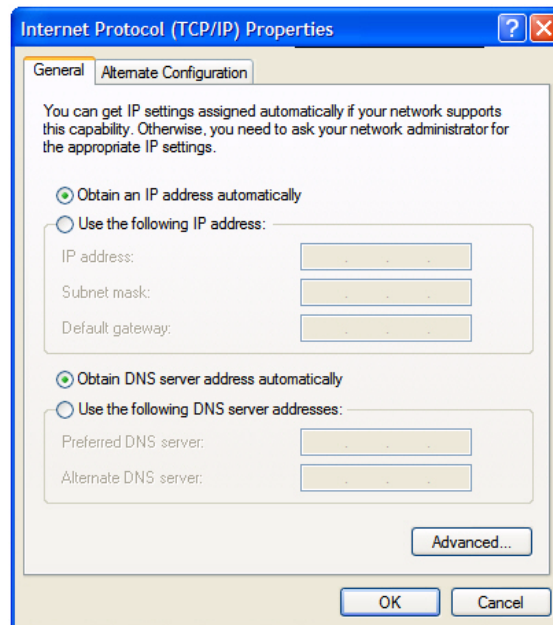 Internet Protocol (TCP/IP) Properties
General
Alternate Configuration
You can get IP settings assigned automatically if your network supports
this capability. Otherwise, you need to ask your network administrator for
the appropriate IP settings.
Obtain an IP address automatically
Use the following IP address:
IP address:
Subnet mask:
Default gateway:
Obtain DNS server address automatically
Use the following DNS server addresses:
Preferred DNS server:
Alternate DNS server:
Advanced...
OK
Cancel